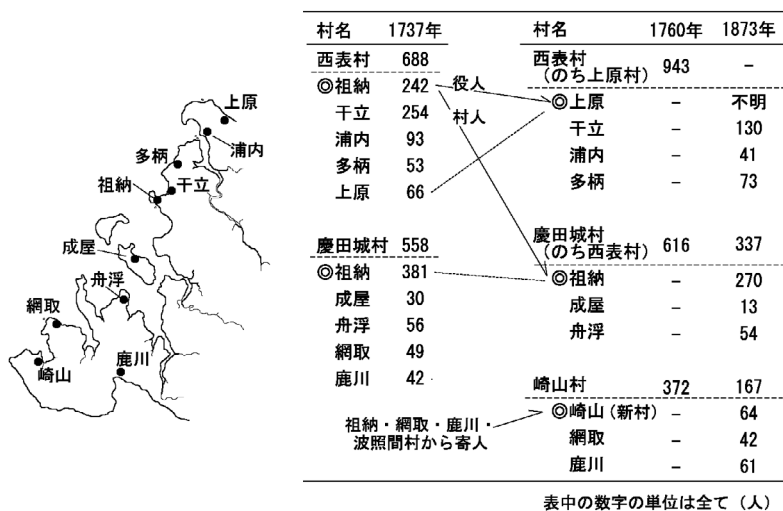 上原
浦内
多柄
祖納
干立
成屋
舟浮
網取
崎山
鹿川
村名 1737年
西表村 688
◎祖納 242
干立 254
浦内 93
多柄 53
上原 66
慶田城村 558
◎祖納 381
成屋 30
舟浮 56
網取 49
鹿川 42
役人
村人
祖納・網取・鹿川・
波照間村から寄人
村名 1760年 1873年
西表村
(のち上原村) 943 －
◎上原 － 不明
干立 － 130
浦内 － 41
多柄 － 73
慶田城村
(のち西表村) 616 337
◎祖納 － 270
成屋 － 13
舟浮 － 54
崎山村 372 167
◎崎山(新村) － 64
網取 － 42
鹿川 － 61
表中の数字の単位は全て（人）